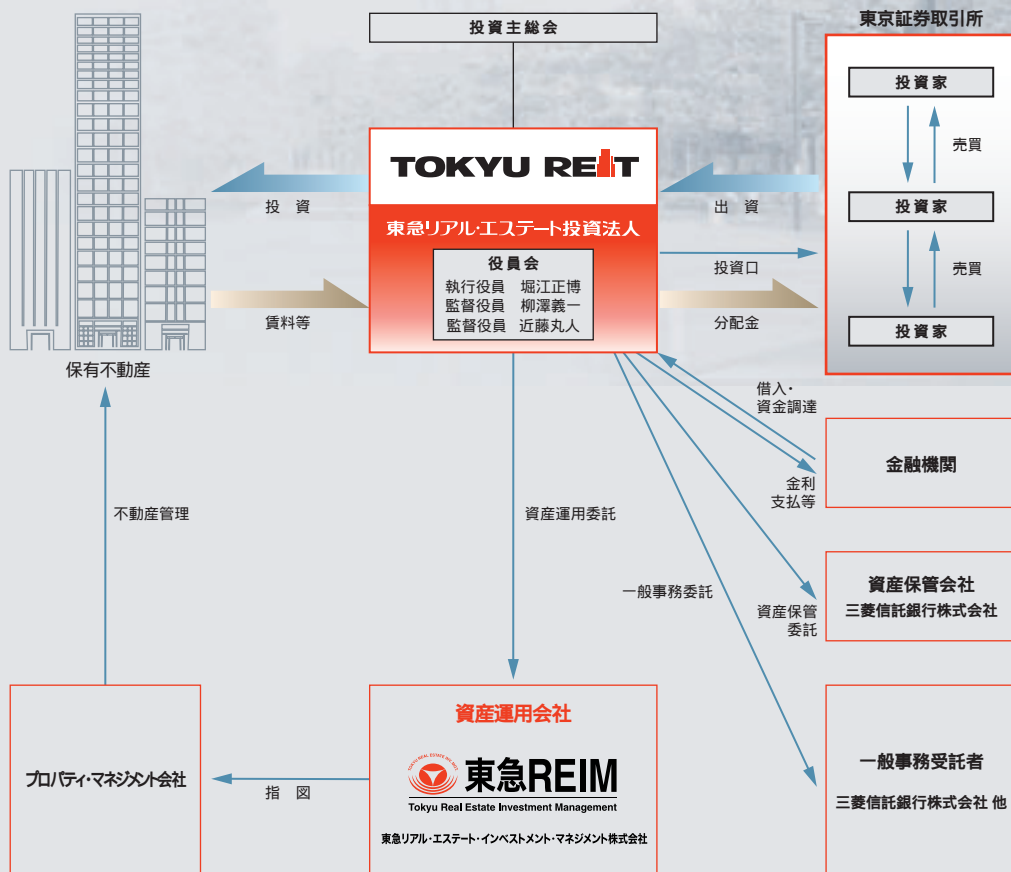 投資主総会
東京証券取引所
投資家
売買
投資家
売買
投資家
TOKYU REIT
東急リアル・エステート投資法人
役員会
執行役員 堀江正博
監督役員 柳澤義一
監督役員 近藤丸人
投 資
賃料等
出 資
投資口
分配金
保有不動産
借入・
資金調達
金利
支払等
金融機関
不動産管理
資産運用委託
一般事務委託
資産保管
委託
資産保管会社
三菱信託銀行株式会社
プロパティ・マネジメント会社
指 図
資産運用会社
TOKYU REAL ESTATE INV. MGT.
東急REIM
Tokyu Real Estate Investment Management
東急リアル・エステート・インベストメント・マネジメント株式会社
一般事務受託者
三菱信託銀行株式会社 他